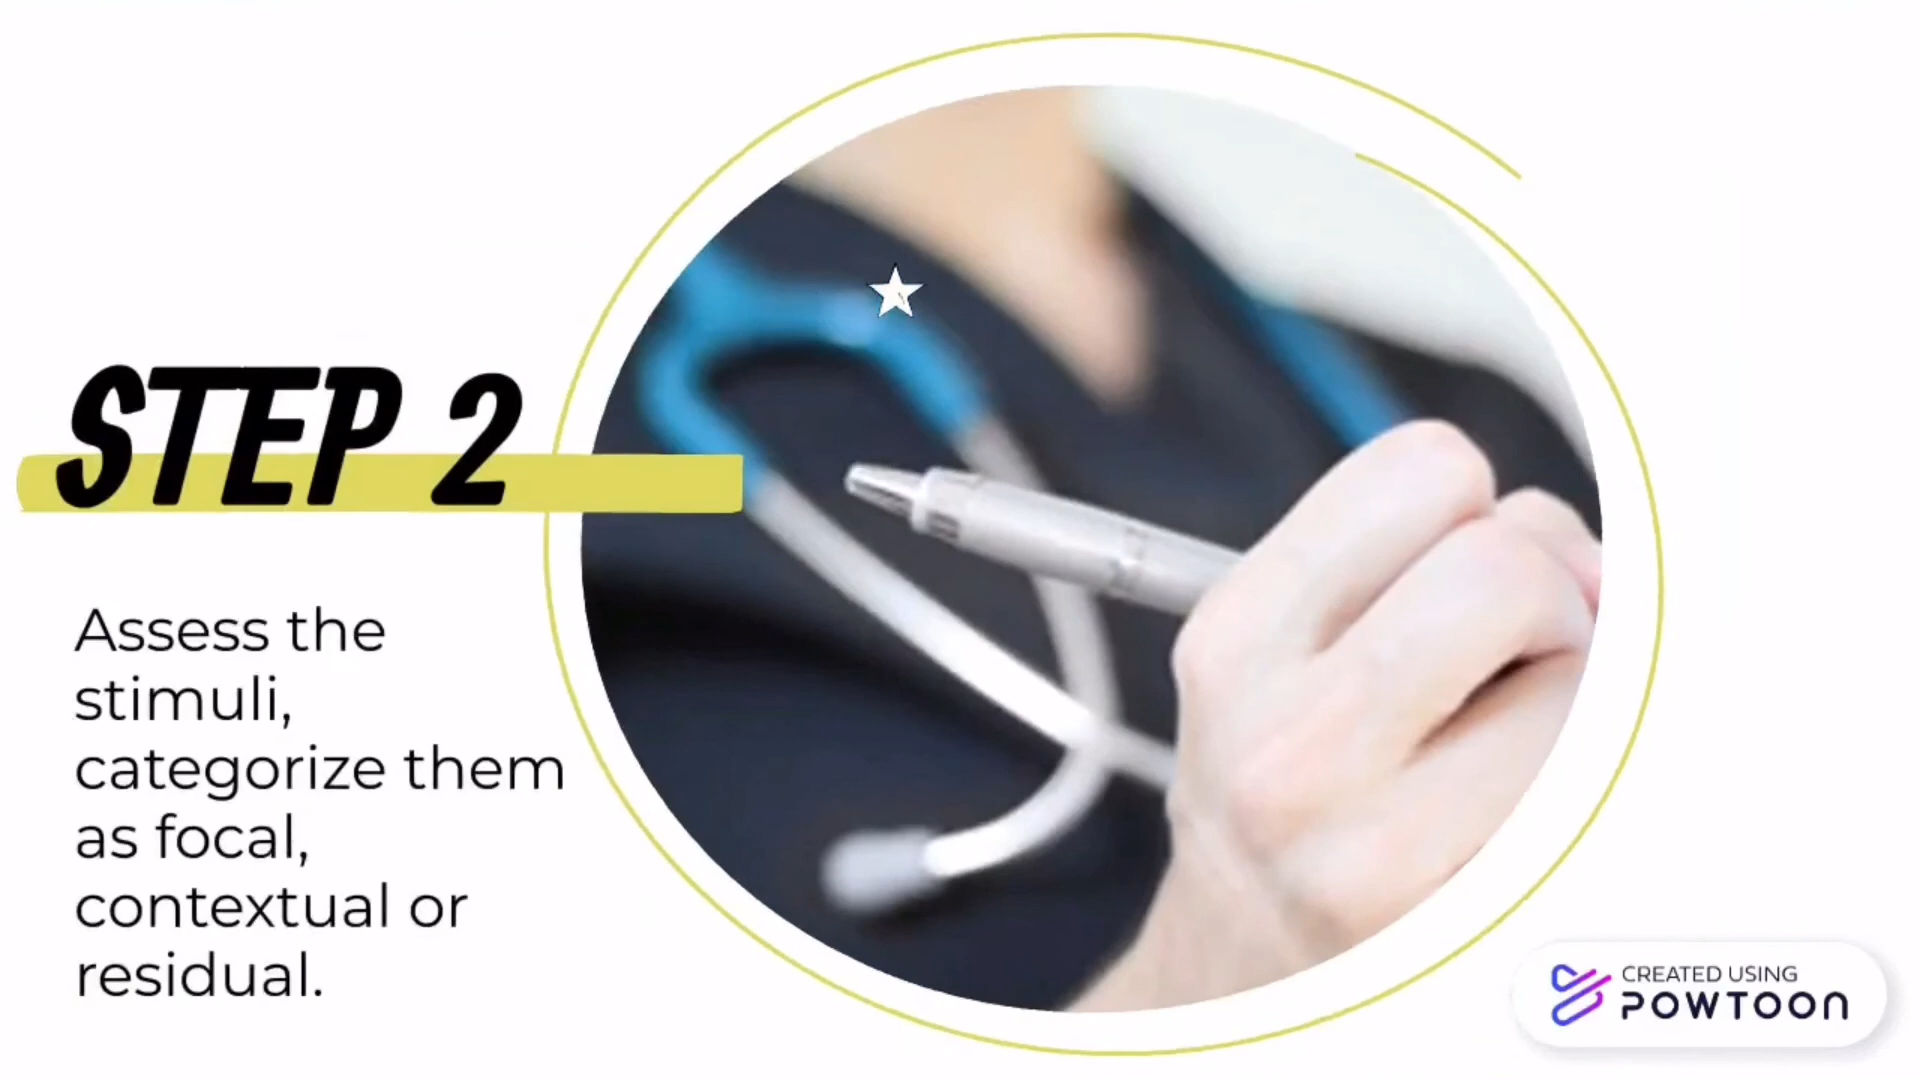 STEP 2
Assess the
stimuli,
categorize them
as focal,
contextual or
residual.
CREATED USING
POWTOON